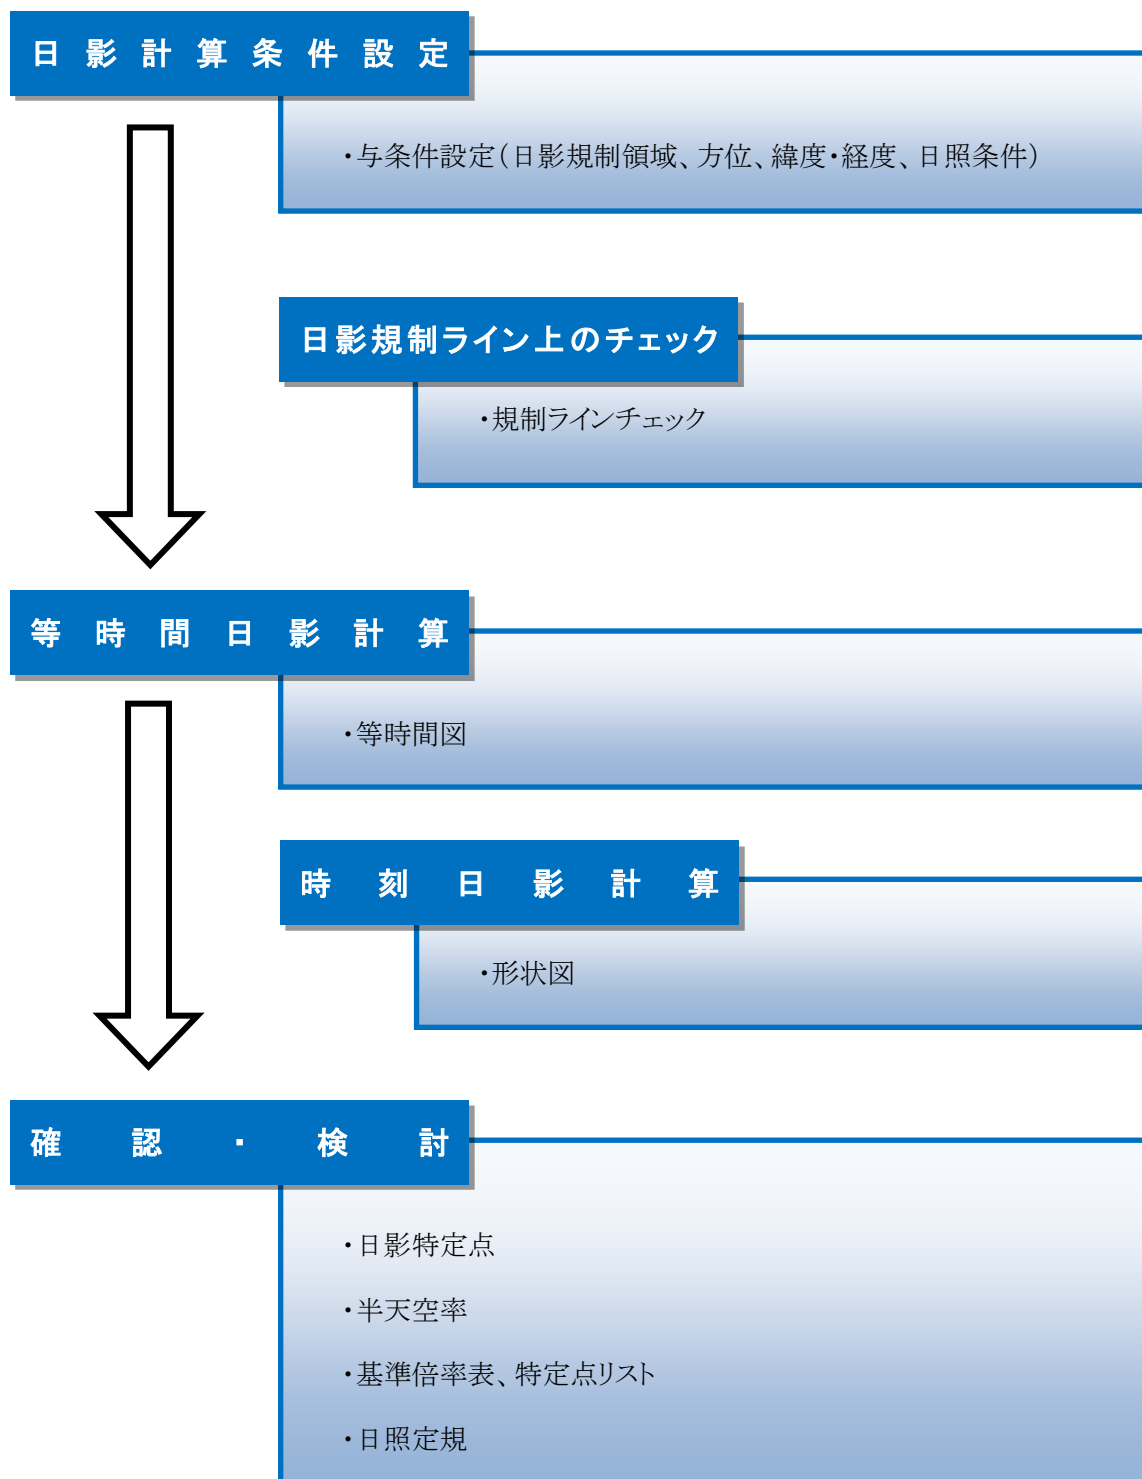 日影計算条件設定
・与条件設定（日影規制領域、方位、緯度・経度、日照条件）
日影規制ライン上のチェック
・規制ラインチェック
等時間日影計算
・等時間図
時刻日影計算
・形状図
確認・検討
・日影特定点
・半天空率
・基準倍率表、特定点リスト
・日照定規